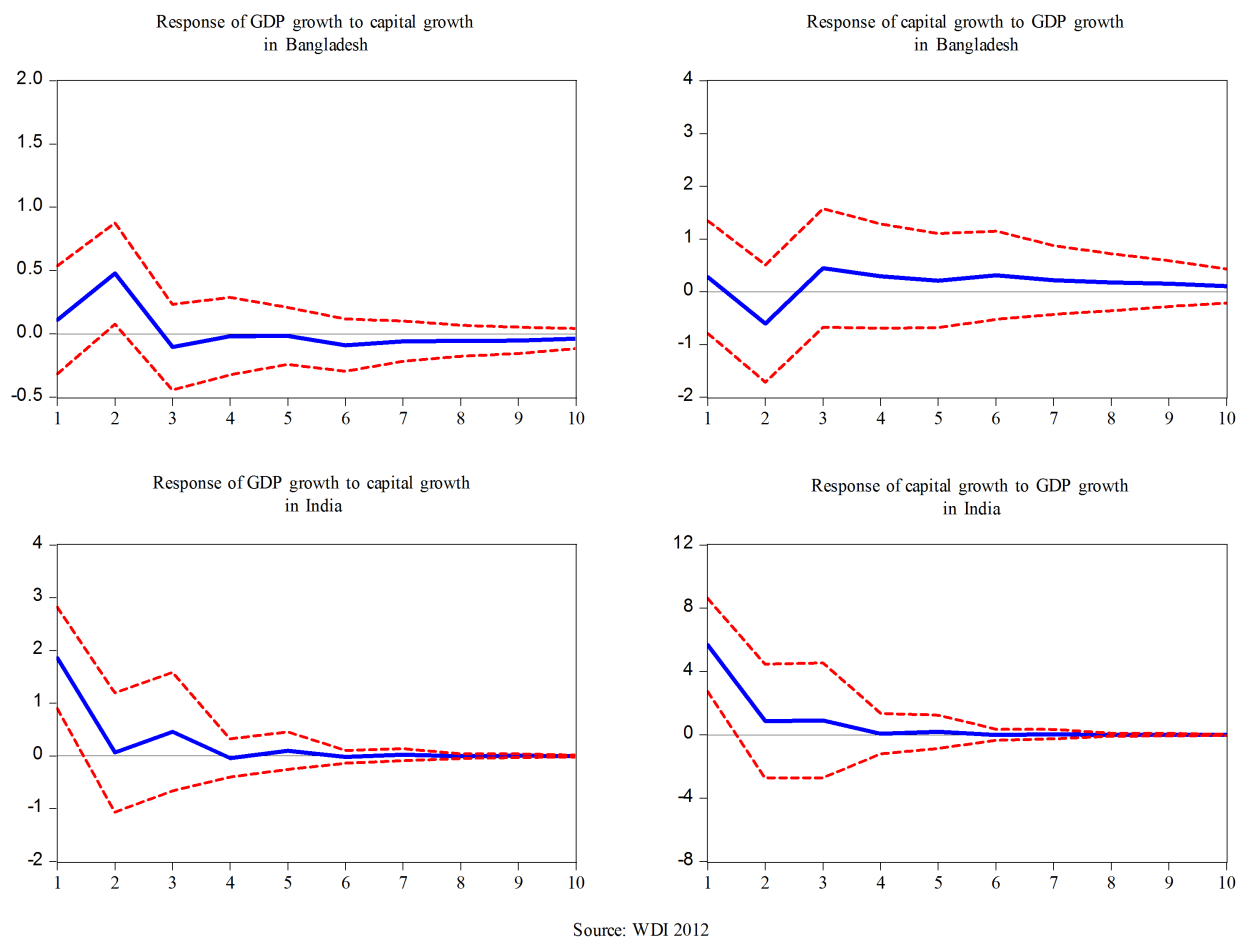 Response of GDP growth to capital growth
in Bangladesh
2.0
1.5
1.0
0.5
0.0
-0.5
1 2 3 4 5 6 7 8 9 10
Response of capital growth to GDP growth
in Bangladesh
4
3
2
1
0
-1
-2
1 2 3 4 5 6 7 8 9 10
Response of GDP growth to capital growth
in India
4
3
2
1
0
-1
-2
1 2 3 4 5 6 7 8 9 10
Response of capital growth to GDP growth
in India
12
8
4
0
-4
-8
1 2 3 4 5 6 7 8 9 10
Source: WDI 2012